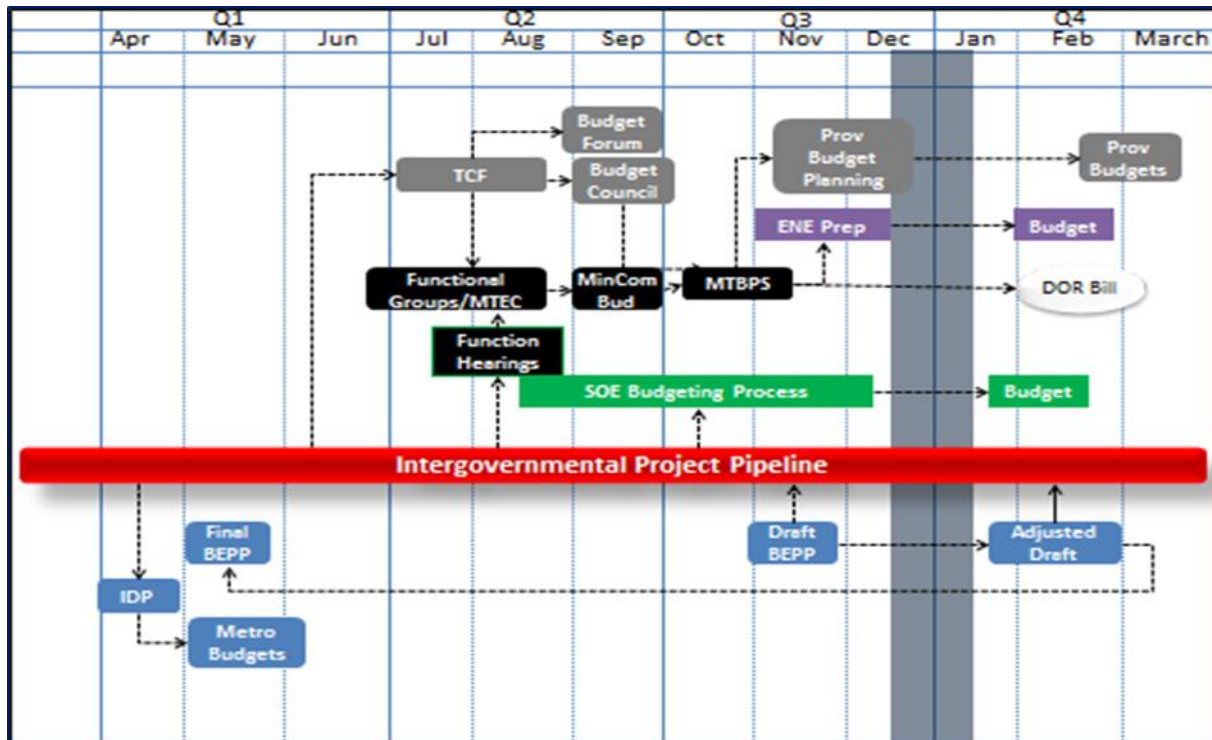 Q1 Q2 Q3 Q4
Apr May Jun Jul Aug Sep Oct Nov Dec Jan Feb March
Budget
Forum
TCF
Budget
Council
Prov
Budget
Planning
Prov
Budgets
ENE Prep
Budget
Functional
Groups/MTEC
MinCom
Bud
MTBPS
DOR Bill
Function
Hearings
SOE Budgeting Process
Budget
Intergovernmental Project Pipeline
Final
BEPP
Draft
BEPP
Adjusted
Draft
IDP
Metro
Budgets